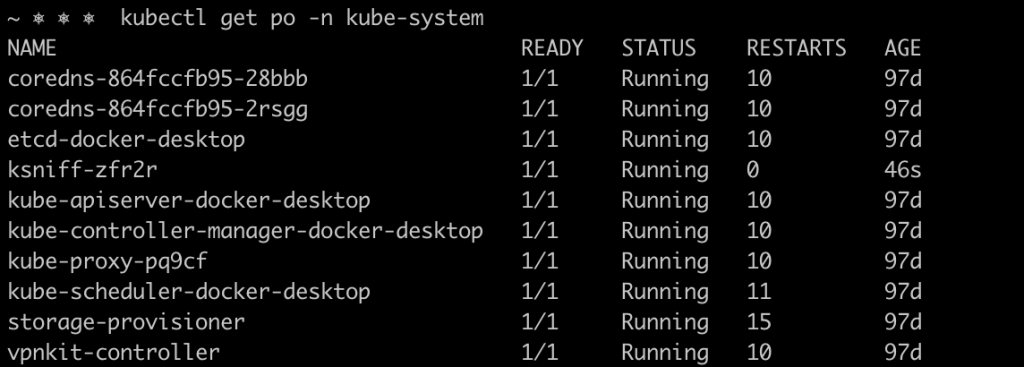 ~ ⎈ ⎈ ⎈ kubectl get po -n kube-system
NAME READY STATUS RESTARTS AGE
coredns-864fccfb95-28bbb 1/1 Running 10 97d
coredns-864fccfb95-2rsgg 1/1 Running 10 97d
etcd-docker-desktop 1/1 Running 10 97d
ksniff-zfr2r 1/1 Running 0 46s
kube-apiserver-docker-desktop 1/1 Running 10 97d
kube-controller-manager-docker-desktop 1/1 Running 10 97d
kube-proxy-pq9cf 1/1 Running 10 97d
kube-scheduler-docker-desktop 1/1 Running 11 97d
storage-provisioner 1/1 Running 15 97d
vpnkit-controller 1/1 Running 10 97d